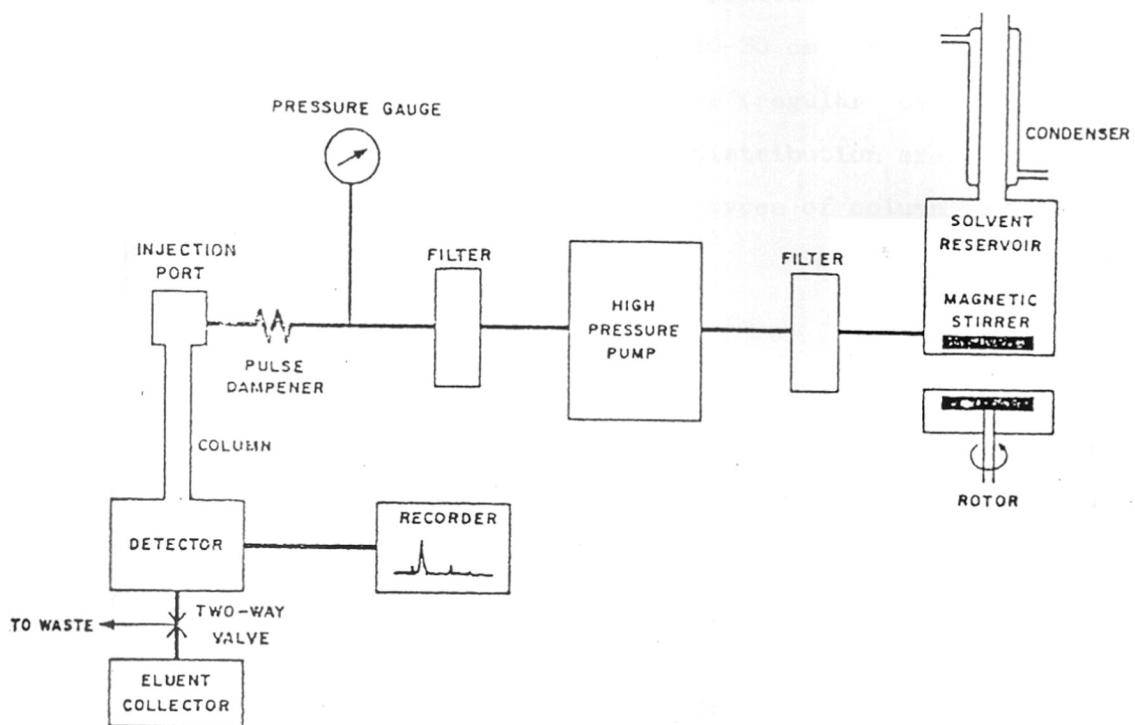 PRESSURE GAUGE
CONDENSER
INJECTION
PORT
FILTER
HIGH
PRESSURE
PUMP
FILTER
SOLVENT
RESERVOIR
MAGNETIC
STIRRER
PULSE
DAMPENER
COLUMN
ROTOR
DETECTOR
RECORDER
TO WASTE
TWO-WAY
VALVE
ELUENT
COLLECTOR